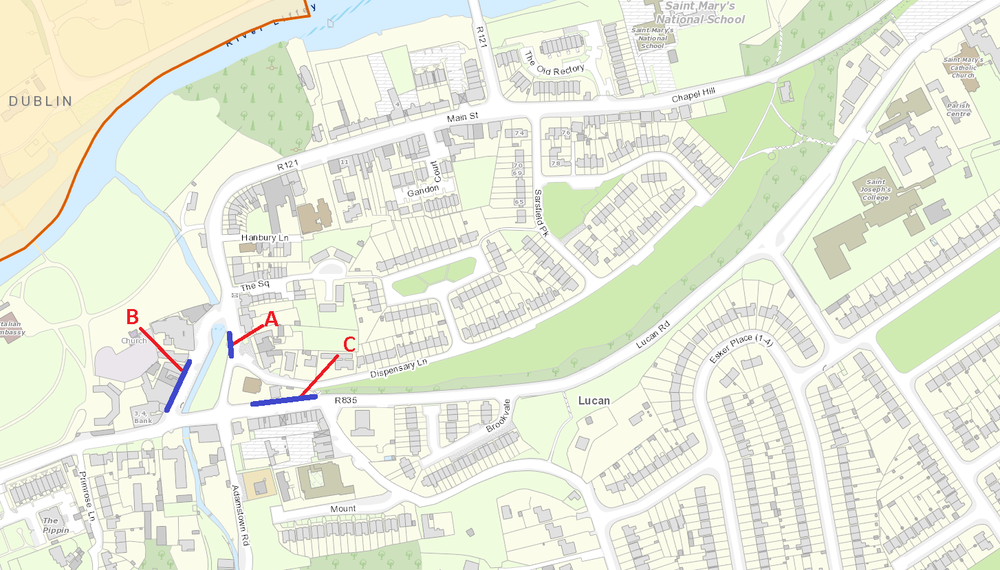 Saint Mary's
National School
River Liffey
R121
Saint Mary's
National
School
The Old Rectory
Saint Mary's
Catholic
Church
DUBLIN
4
Chapel Hill
Parish
Centre
Main St
74
76
11
R121
70
69
78
Court
Gandon
65
Saint
Joseph's
College
Sarsfield Pk
Hanbury Ln
The Sq
B
A
Italian
Embassy
Church
C
Lucan Rd
Esker Place (1-4)
Dispensary Ln
R835
Lucan
3, 4,
Bank
Brookvale
Primrose Ln
Adamstown Rd
Mount
The
Pippin